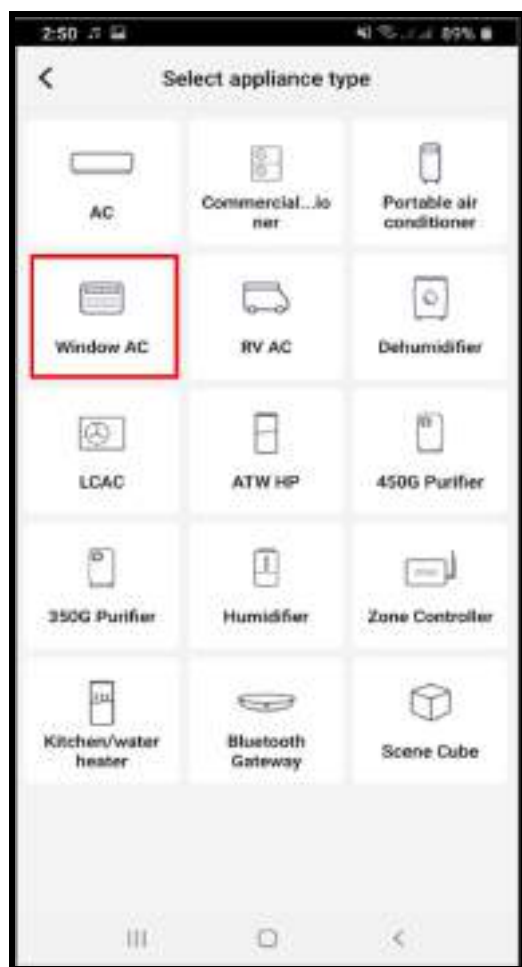 2:50
89%
Select appliance type
AC
Commercial...io
ner
Portable air
conditioner
Window AC
RV AC
Dehumidifier
LCAC
ATW HP
450G Purifier
350G Purifier
Humidifier
Zone Controller
Kitchen/water
heater
Bluetooth
Gateway
Scene Cube